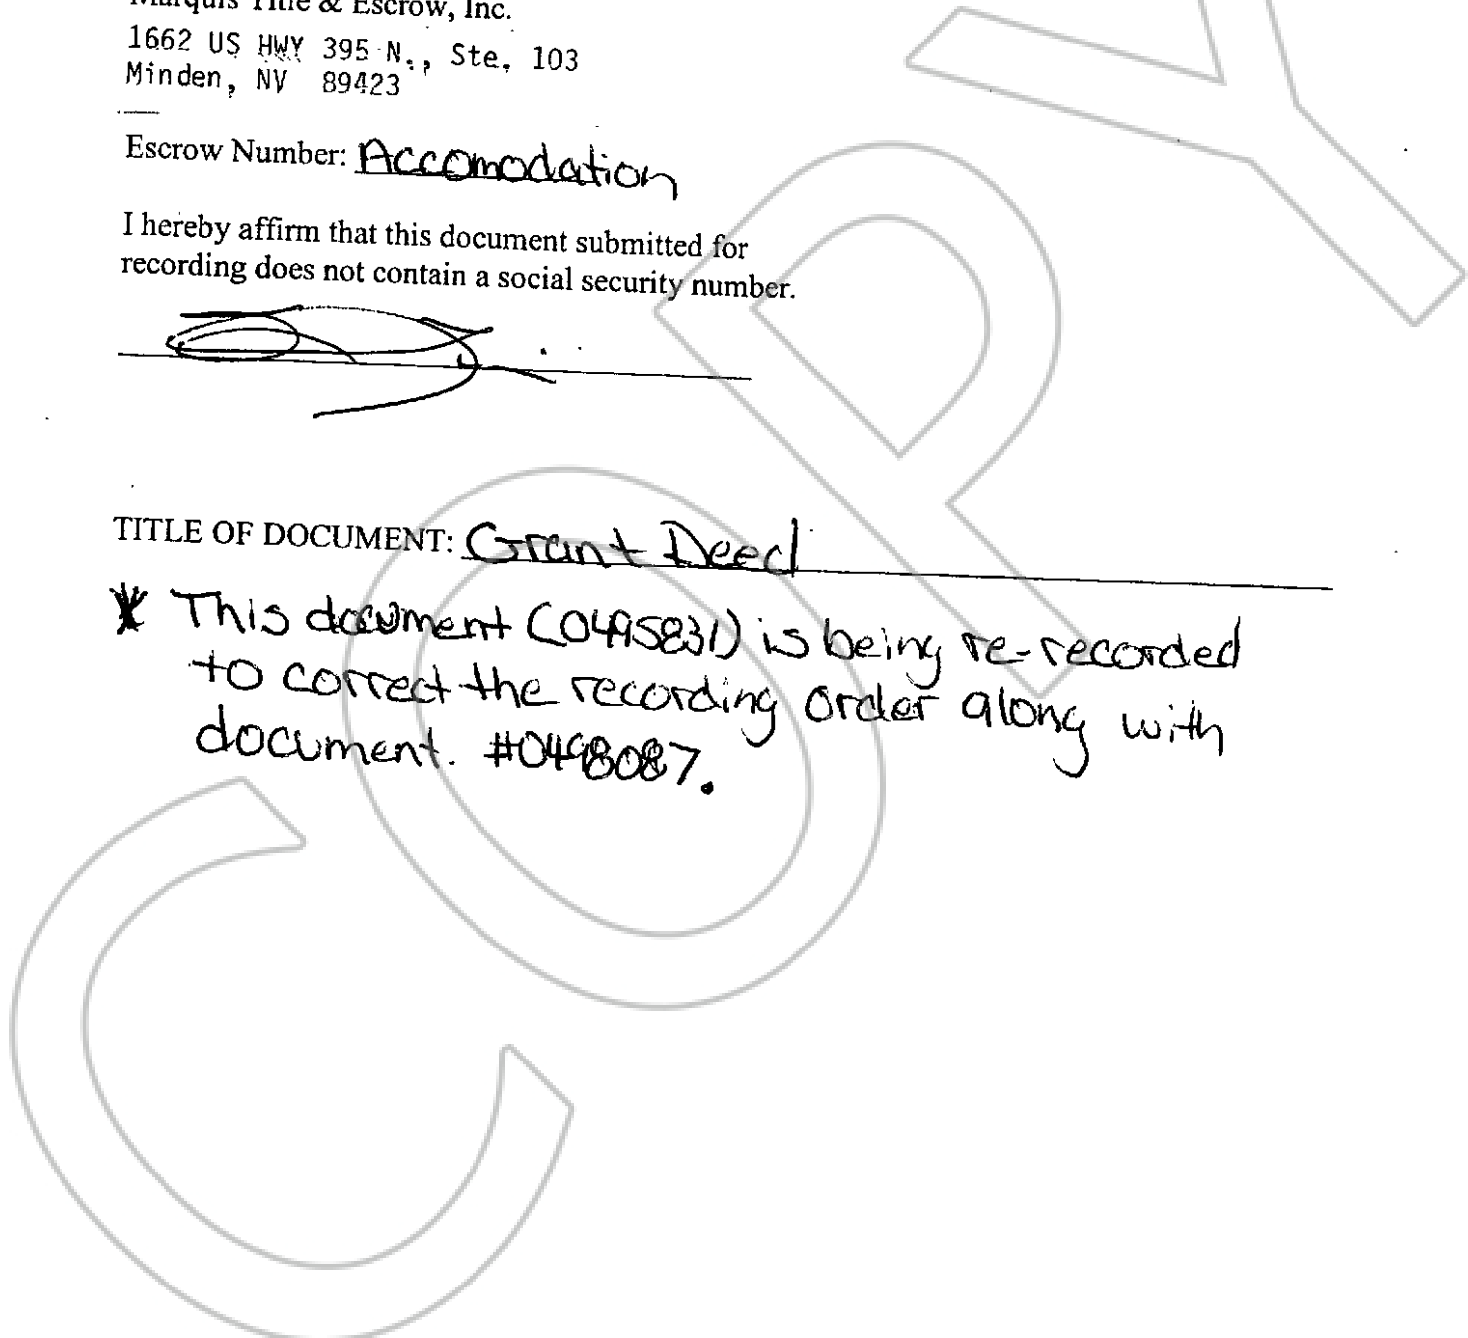 Marquis Title & Escrow, Inc.
1662 US HWY 395 N., Ste. 103
Minden, NV 89423
Escrow Number: Accomodation
I hereby affirm that this document submitted for
recording does not contain a social security number.
TITLE OF DOCUMENT: Grant Deed
* This document (0495831) is being re-recorded
to correct the recording order along with
document. #0498087.
COPY